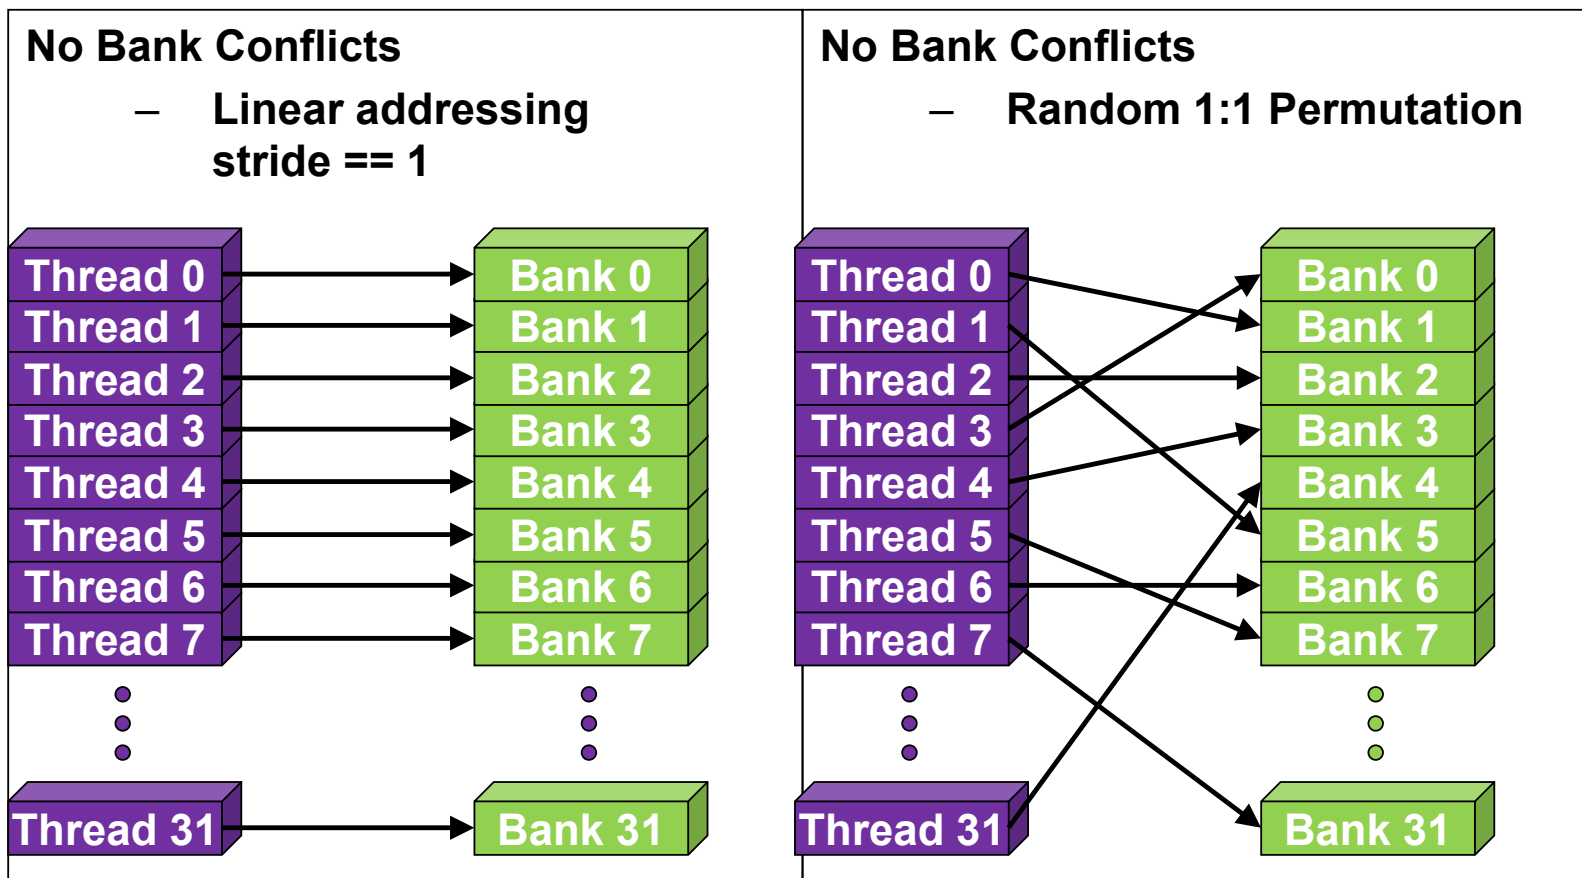 No Bank Conflicts
– Linear addressing
stride == 1
Thread 0
Thread 1
Thread 2
Thread 3
Thread 4
Thread 5
Thread 6
Thread 7
Thread 31
Bank 0
Bank 1
Bank 2
Bank 3
Bank 4
Bank 5
Bank 6
Bank 7
Bank 31
No Bank Conflicts
– Random 1:1 Permutation
Thread 0
Thread 1
Thread 2
Thread 3
Thread 4
Thread 5
Thread 6
Thread 7
Thread 31
Bank 0
Bank 1
Bank 2
Bank 3
Bank 4
Bank 5
Bank 6
Bank 7
Bank 31